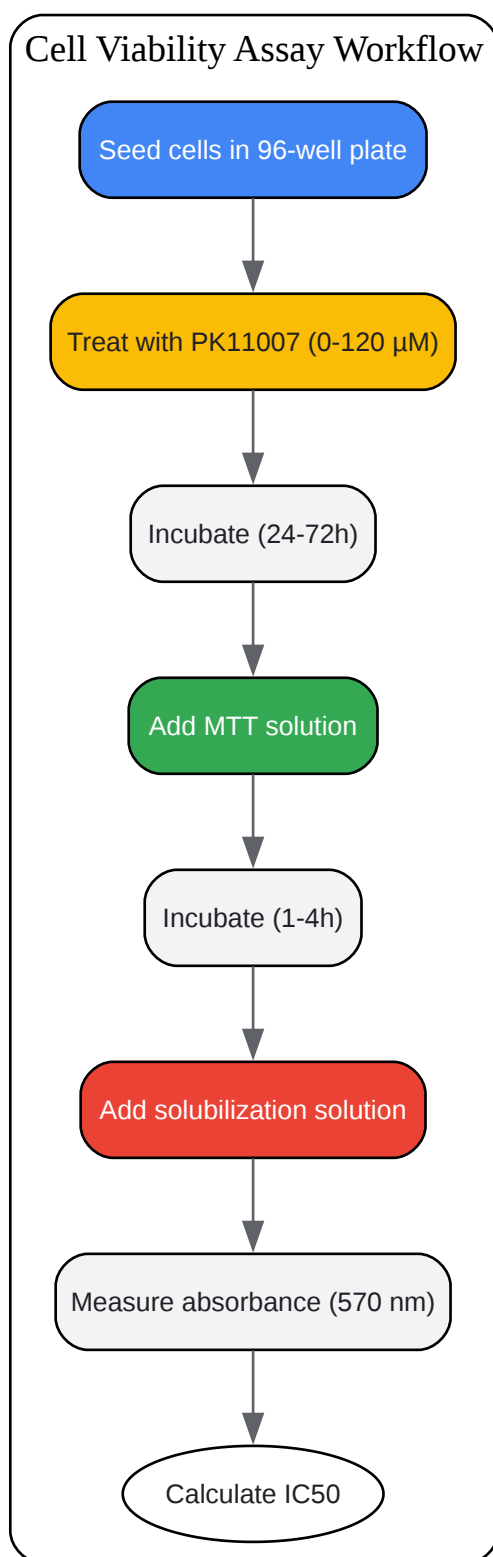 Cell Viability Assay Workflow
Seed cells in 96-well plate
Treat with PK11007 (0-120 µM)
Incubate (24-72h)
Add MTT solution
Incubate (1-4h)
Add solubilization solution
Measure absorbance (570 nm)
Calculate IC50